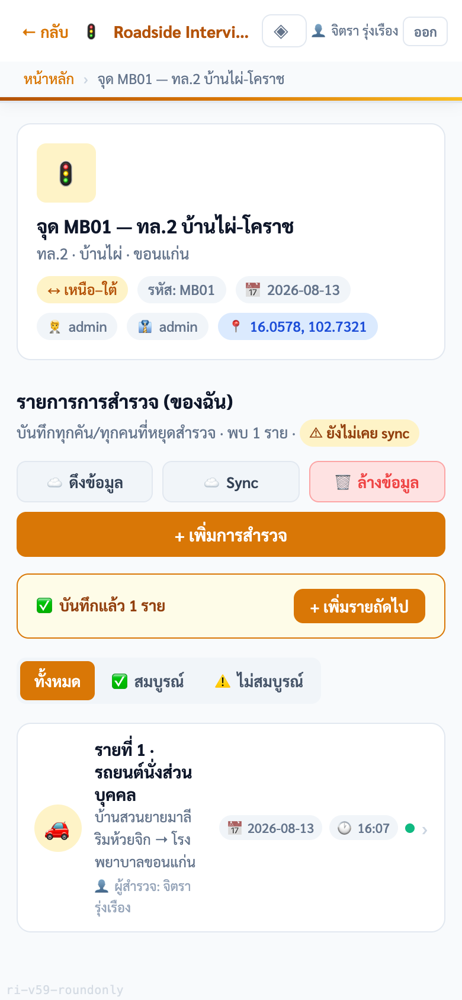 ← กลับ 🚦 Roadside Intervi... ◈ 👤 จิตรา รุ่งเรือง ออก
หน้าหลัก › จุด MB01 — ทล.2 บ้านไผ่-โคราช
จุด MB01 — ทล.2 บ้านไผ่-โคราช
ทล.2 · บ้านไผ่ · ขอนแก่น
↔ เหนือ–ใต้ รหัส: MB01 📅 2026-08-13
admin admin 📍 16.0578, 102.7321
รายการการสำรวจ (ของฉัน)
บันทึกทุกคัน/ทุกคนที่หยุดสำรวจ · พบ 1 ราย · ⚠ ยังไม่เคย sync
☁️ ดึงข้อมูล ☁️ Sync 🗑️ ล้างข้อมูล
+ เพิ่มการสำรวจ
✅ บันทึกแล้ว 1 ราย + เพิ่มรายถัดไป
ทั้งหมด ✅ สมบูรณ์ ⚠️ ไม่สมบูรณ์
รายที่ 1 ·
รถยนต์นั่งส่วน
บุคคล
บ้านสวนยายมาลี
ริมห้วยจิก → โรง
พยาบาลขอนแก่น
👤 ผู้สำรวจ: จิตรา
รุ่งเรือง
📅 2026-08-13 🕐 16:07 ›
ri-v59-roundonly